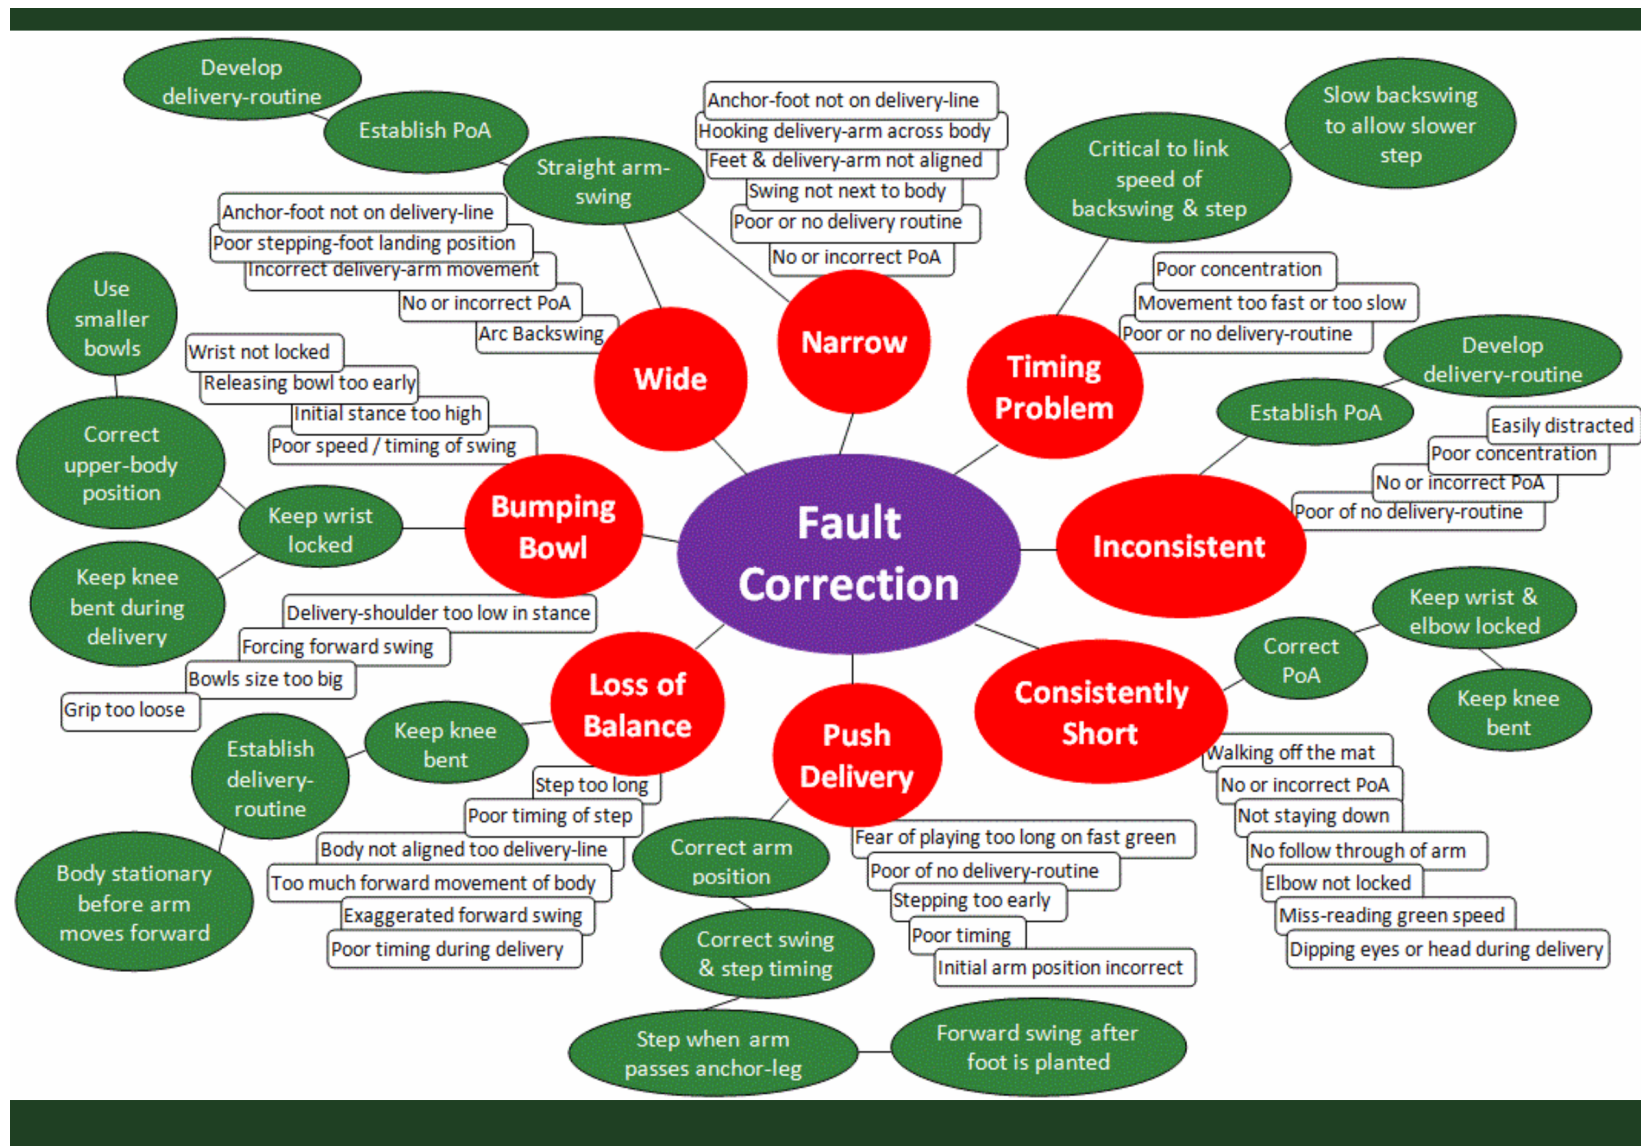 Develop
delivery-routine
Establish PoA
Straight arm-
swing
Anchor-foot not on delivery-line
Hooking delivery-arm across body
Feet & delivery-arm not aligned
Swing not next to body
Poor or no delivery routine
No or incorrect PoA
Narrow
Critical to link
speed of
backswing & step
Slow backswing
to allow slower
step
Poor concentration
Movement too fast or too slow
Poor or no delivery-routine
Timing
Problem
Anchor-foot not on delivery-line
Poor stepping-foot landing position
Incorrect delivery-arm movement
No or incorrect PoA
Arc Backswing
Wide
Use
smaller
bowls
Correct
upper-body
position
Keep wrist
locked
Keep knee
bent during
delivery
Wrist not locked
Releasing bowl too early
Initial stance too high
Poor speed / timing of swing
Bumping
Bowl
Delivery-shoulder too low in stance
Forcing forward swing
Bowls size too big
Grip too loose
Fault
Correction
Develop
delivery-routine
Establish PoA
Easily distracted
Poor concentration
No or incorrect PoA
Poor of no delivery-routine
Inconsistent
Keep wrist &
elbow locked
Correct
PoA
Keep knee
bent
Consistently
Short
Walking off the mat
No or incorrect PoA
Not staying down
No follow through of arm
Elbow not locked
Miss-reading green speed
Dipping eyes or head during delivery
Loss of
Balance
Keep knee
bent
Establish
delivery-
routine
Body stationary
before arm
moves forward
Step too long
Poor timing of step
Body not aligned too delivery-line
Too much forward movement of body
Exaggerated forward swing
Poor timing during delivery
Push
Delivery
Correct arm
position
Correct swing
& step timing
Step when arm
passes anchor-leg
Forward swing after
foot is planted
Fear of playing too long on fast green
Poor of no delivery-routine
Stepping too early
Poor timing
Initial arm position incorrect